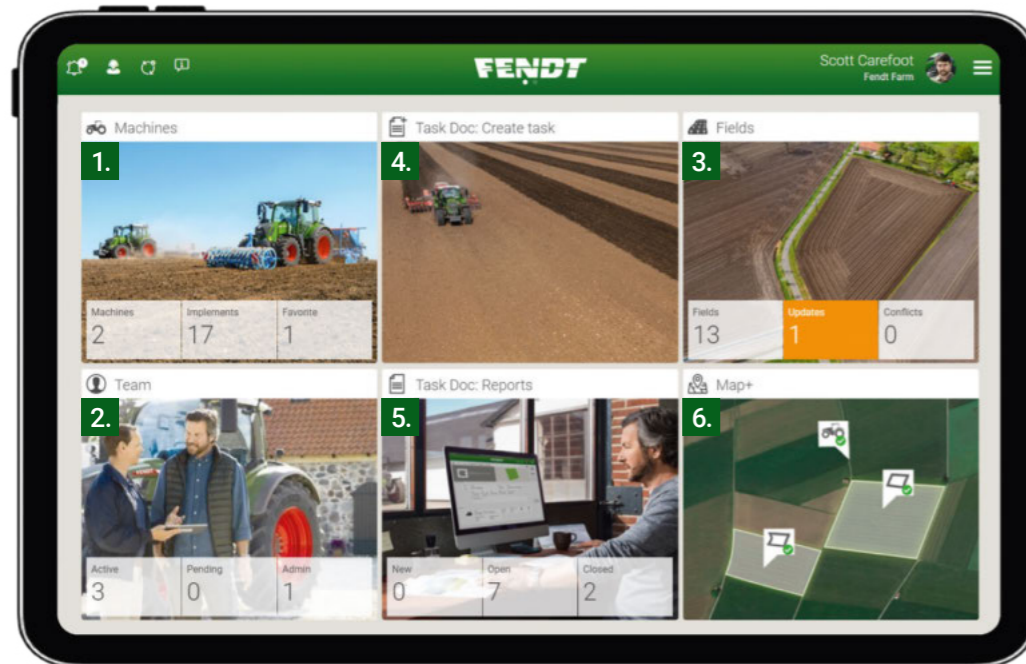 FENDT
Scott Carefoot
Fendt Farm
Machines
1.
Machines
2
Implements
17
Favorite
1
Task Doc: Create task
4.
Fields
3.
Fields
13
Updates
1
Conflicts
0
Team
2.
Active
3
Pending
0
Admin
1
Task Doc: Reports
5.
New
0
Open
7
Closed
2
Map+
6.